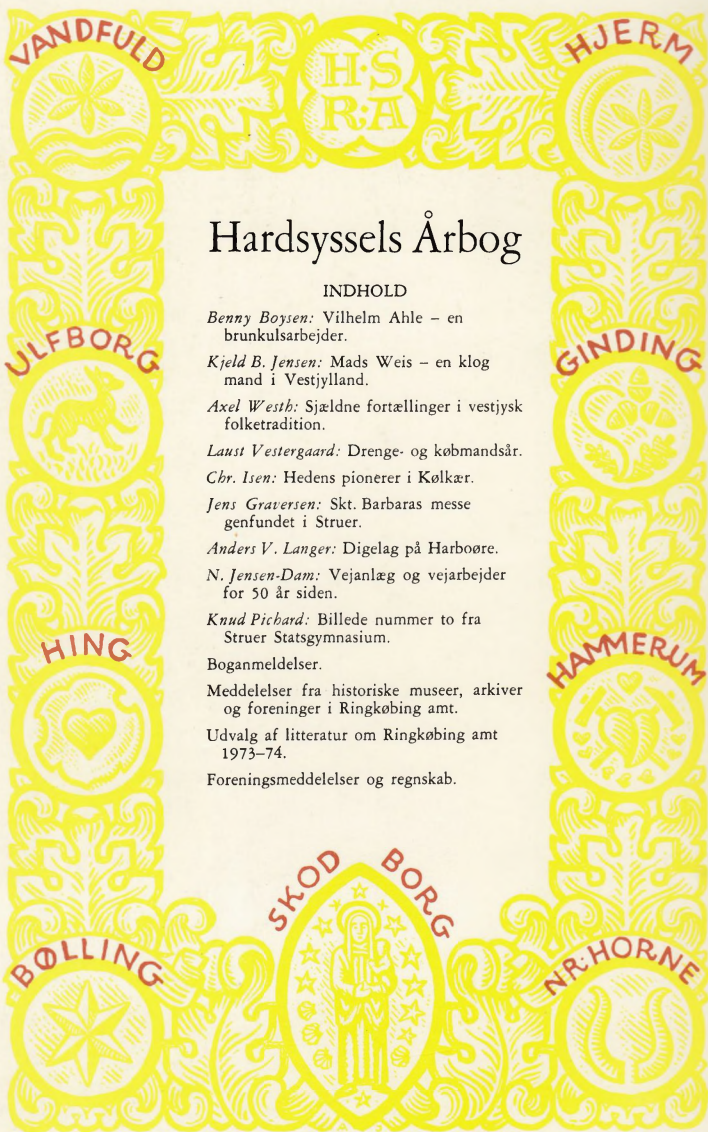 VANDFULD
H·S
R·A
HJERM
Hardsyssels Årbog
INDHOLD
Benny Boysen: Vilhelm Ahle – en
brunkulsarbejder.
Kjeld B. Jensen: Mads Weis – en klog
mand i Vestjylland.
Axel Westh: Sjældne fortællinger i vestjysk
folketradition.
Laust Vestergaard: Drenge- og købmandsår.
Chr. Isen: Hedens pionerer i Kølkær.
Jens Graversen: Skt. Barbaras messe
genfundet i Struer.
Anders V. Langer: Digelag på Harboøre.
N. Jensen-Dam: Vejanlæg og vejarbejder
for 50 år siden.
Knud Pichard: Billede nummer to fra
Struer Statsgymnasium.
Boganmeldelser.
Meddelelser fra historiske museer, arkiver
og foreninger i Ringkøbing amt.
Udvalg af litteratur om Ringkøbing amt
1973–74.
Foreningsmeddelelser og regnskab.
ULFBORG
GINDING
HING
HAMMERUM
SKOD BORG
BØLLING
NR. HORNE